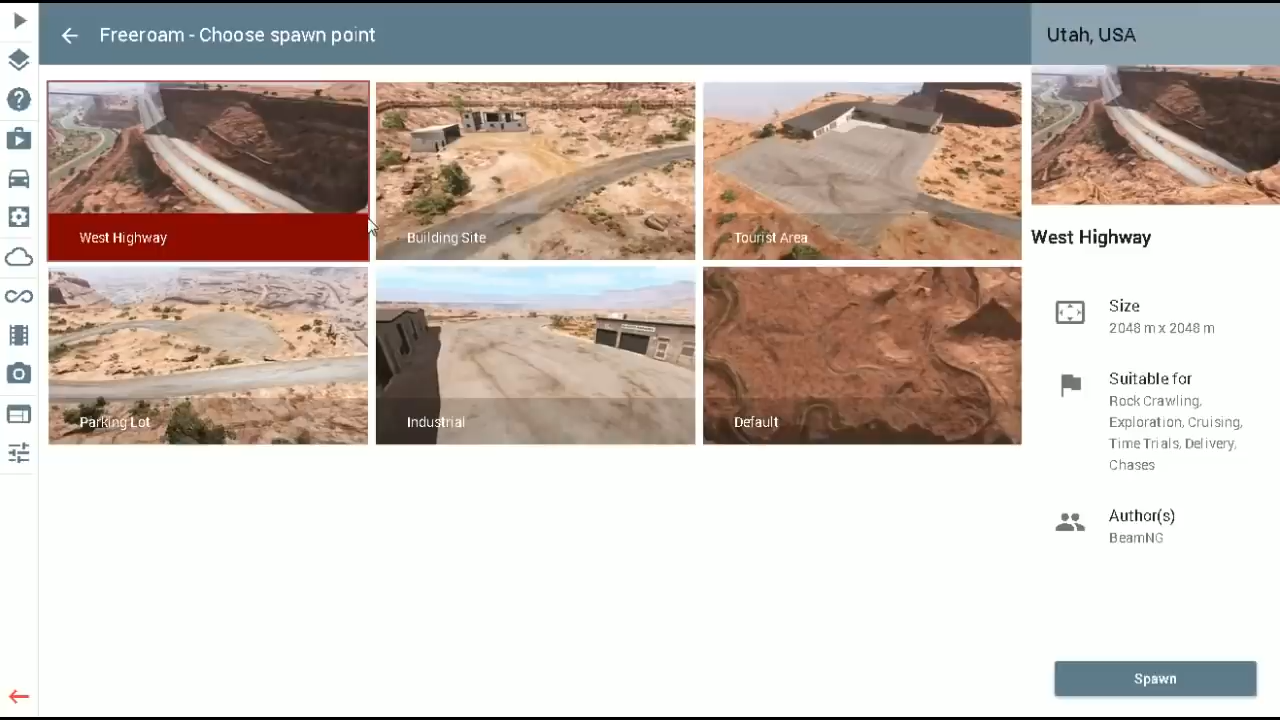 Freeroam - Choose spawn point
Utah, USA
West Highway
Building Site
Tourist Area
Parking Lot
Industrial
Default
West Highway
Size
2048 m x 2048 m
Suitable for
Rock Crawling,
Exploration, Cruising,
Time Trials, Delivery,
Chases
Author(s)
BeamNG
Spawn